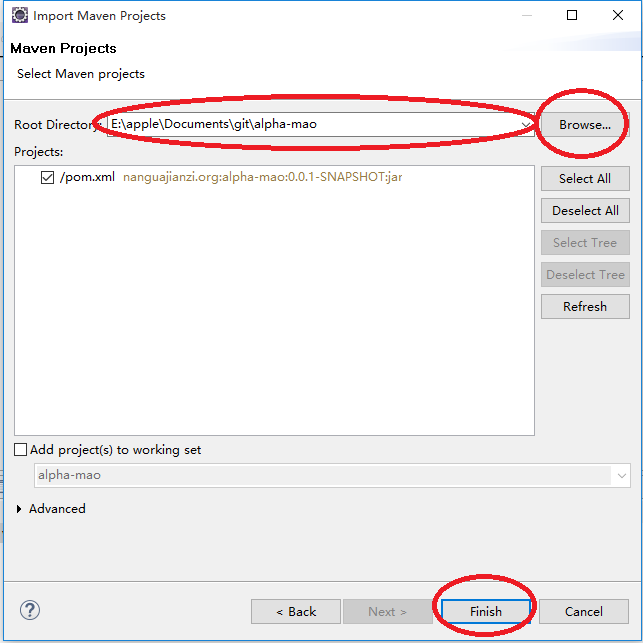 Import Maven Projects
Maven Projects
Select Maven projects
Root Directory: E:\apple\Documents\git\alpha-mao Browse...
Projects:
/pom.xml nanguajianzi.org:alpha-mao:0.0.1-SNAPSHOT:jar
Select All
Deselect All
Select Tree
Deselect Tree
Refresh
Add project(s) to working set
alpha-mao
Advanced
? < Back Next > Finish Cancel